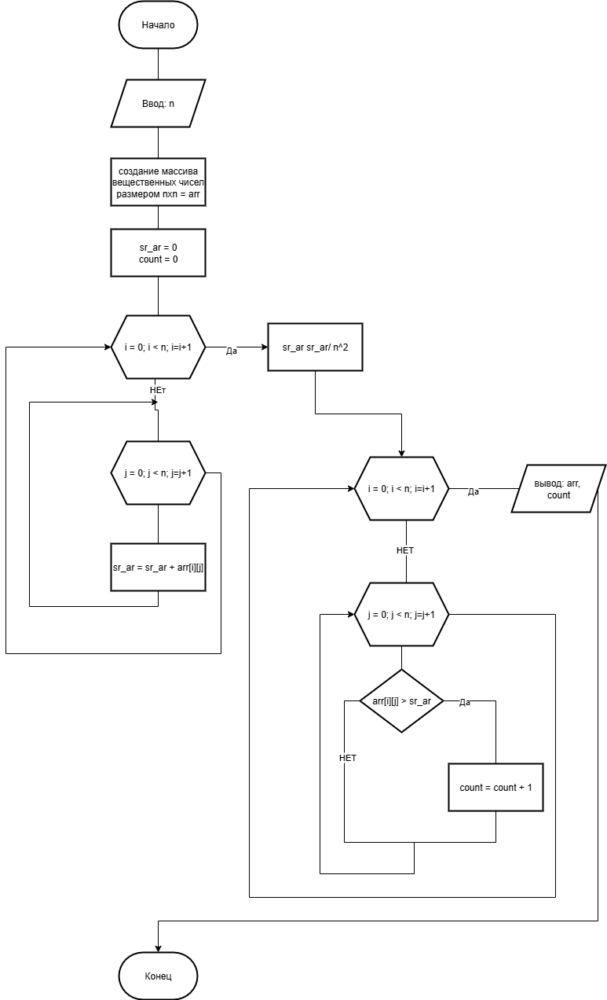 Начало
Ввод: n
создание массива
вещественных чисел
размером nxn = arr
sr_ar = 0
count = 0
i = 0; i < n; i=i+1
Да
sr_ar sr_ar/ n^2
НЕт
j = 0; j < n; j=j+1
sr_ar = sr_ar + arr[i][j]
i = 0; i < n; i=i+1
Да
вывод: arr,
count
НЕТ
j = 0; j < n; j=j+1
arr[i][j] > sr_ar
Да
НЕТ
count = count + 1
Конец